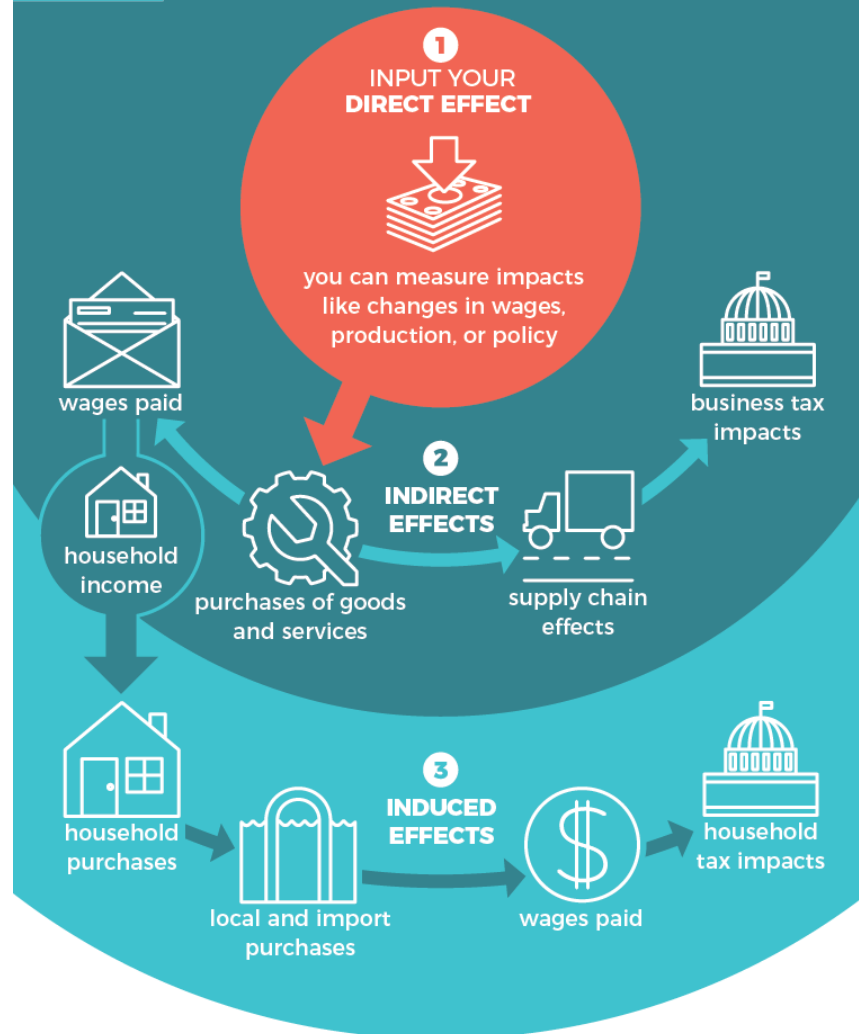 1
INPUT YOUR
DIRECT EFFECT
you can measure impacts
like changes in wages,
production, or policy
wages paid
business tax
impacts
2
INDIRECT
EFFECTS
household
income
purchases of goods
and services
supply chain
effects
3
INDUCED
EFFECTS
household
purchases
local and import
purchases
$
wages paid
household
tax impacts